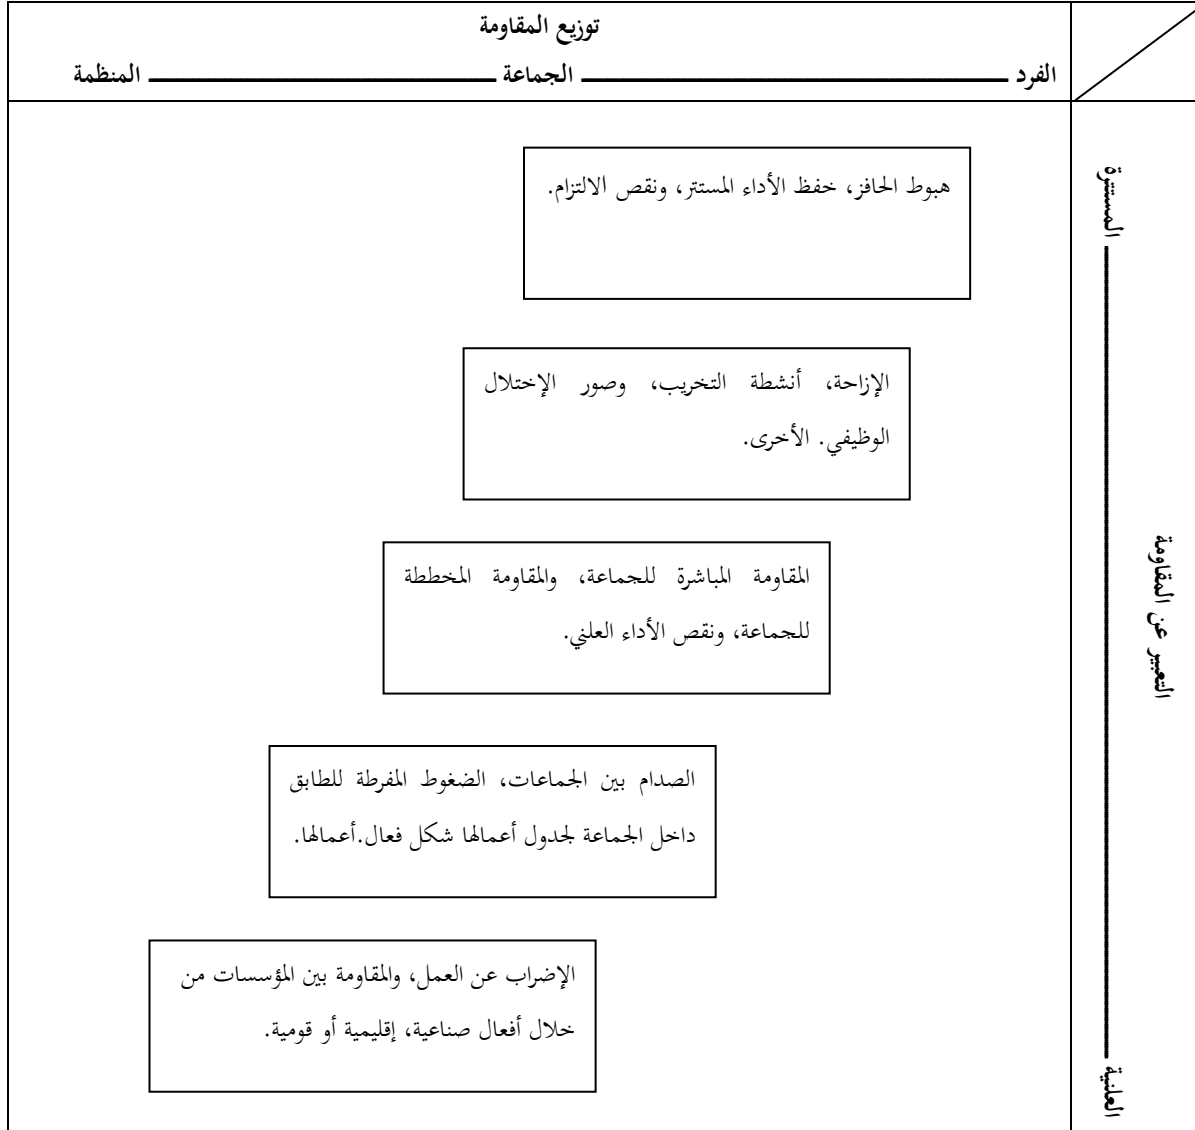 توزيع المقاومة
الفرد ــــــــــ الجماعة ــــــــــ المنظمة
المستترة ــــــــــ العلنية
التعبير عن المقاومة
هبوط الحافز، خفظ الأداء المستتر، ونقص الالتزام.
الإزاحة، أنشطة التخريب، وصور الإختلال
الوظيفي. الأخرى.
المقاومة المباشرة للجماعة، والمقاومة المخططة
للجماعة، ونقص الأداء العلني.
الصدام بين الجماعات، الضغوط المفرطة للطابق
داخل الجماعة لجدول أعمالها شكل فعال.أعمالها.
الإضراب عن العمل، والمقاومة بين المؤسسات من
خلال أفعال صناعية، إقليمية أو قومية.